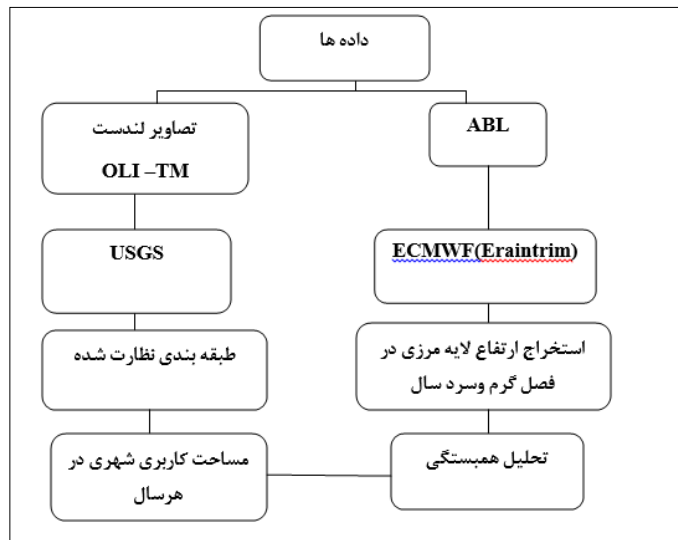 داده ها
تصاویر لندست
OLI –TM
ABL
USGS
ECMWF(Eraintrim)
طبقه بندی نظارت شده
استخراج ارتفاع لایه مرزی در
فصل گرم وسرد سال
مساحت کاربری شهری در
هرسال
تحلیل همبستگی